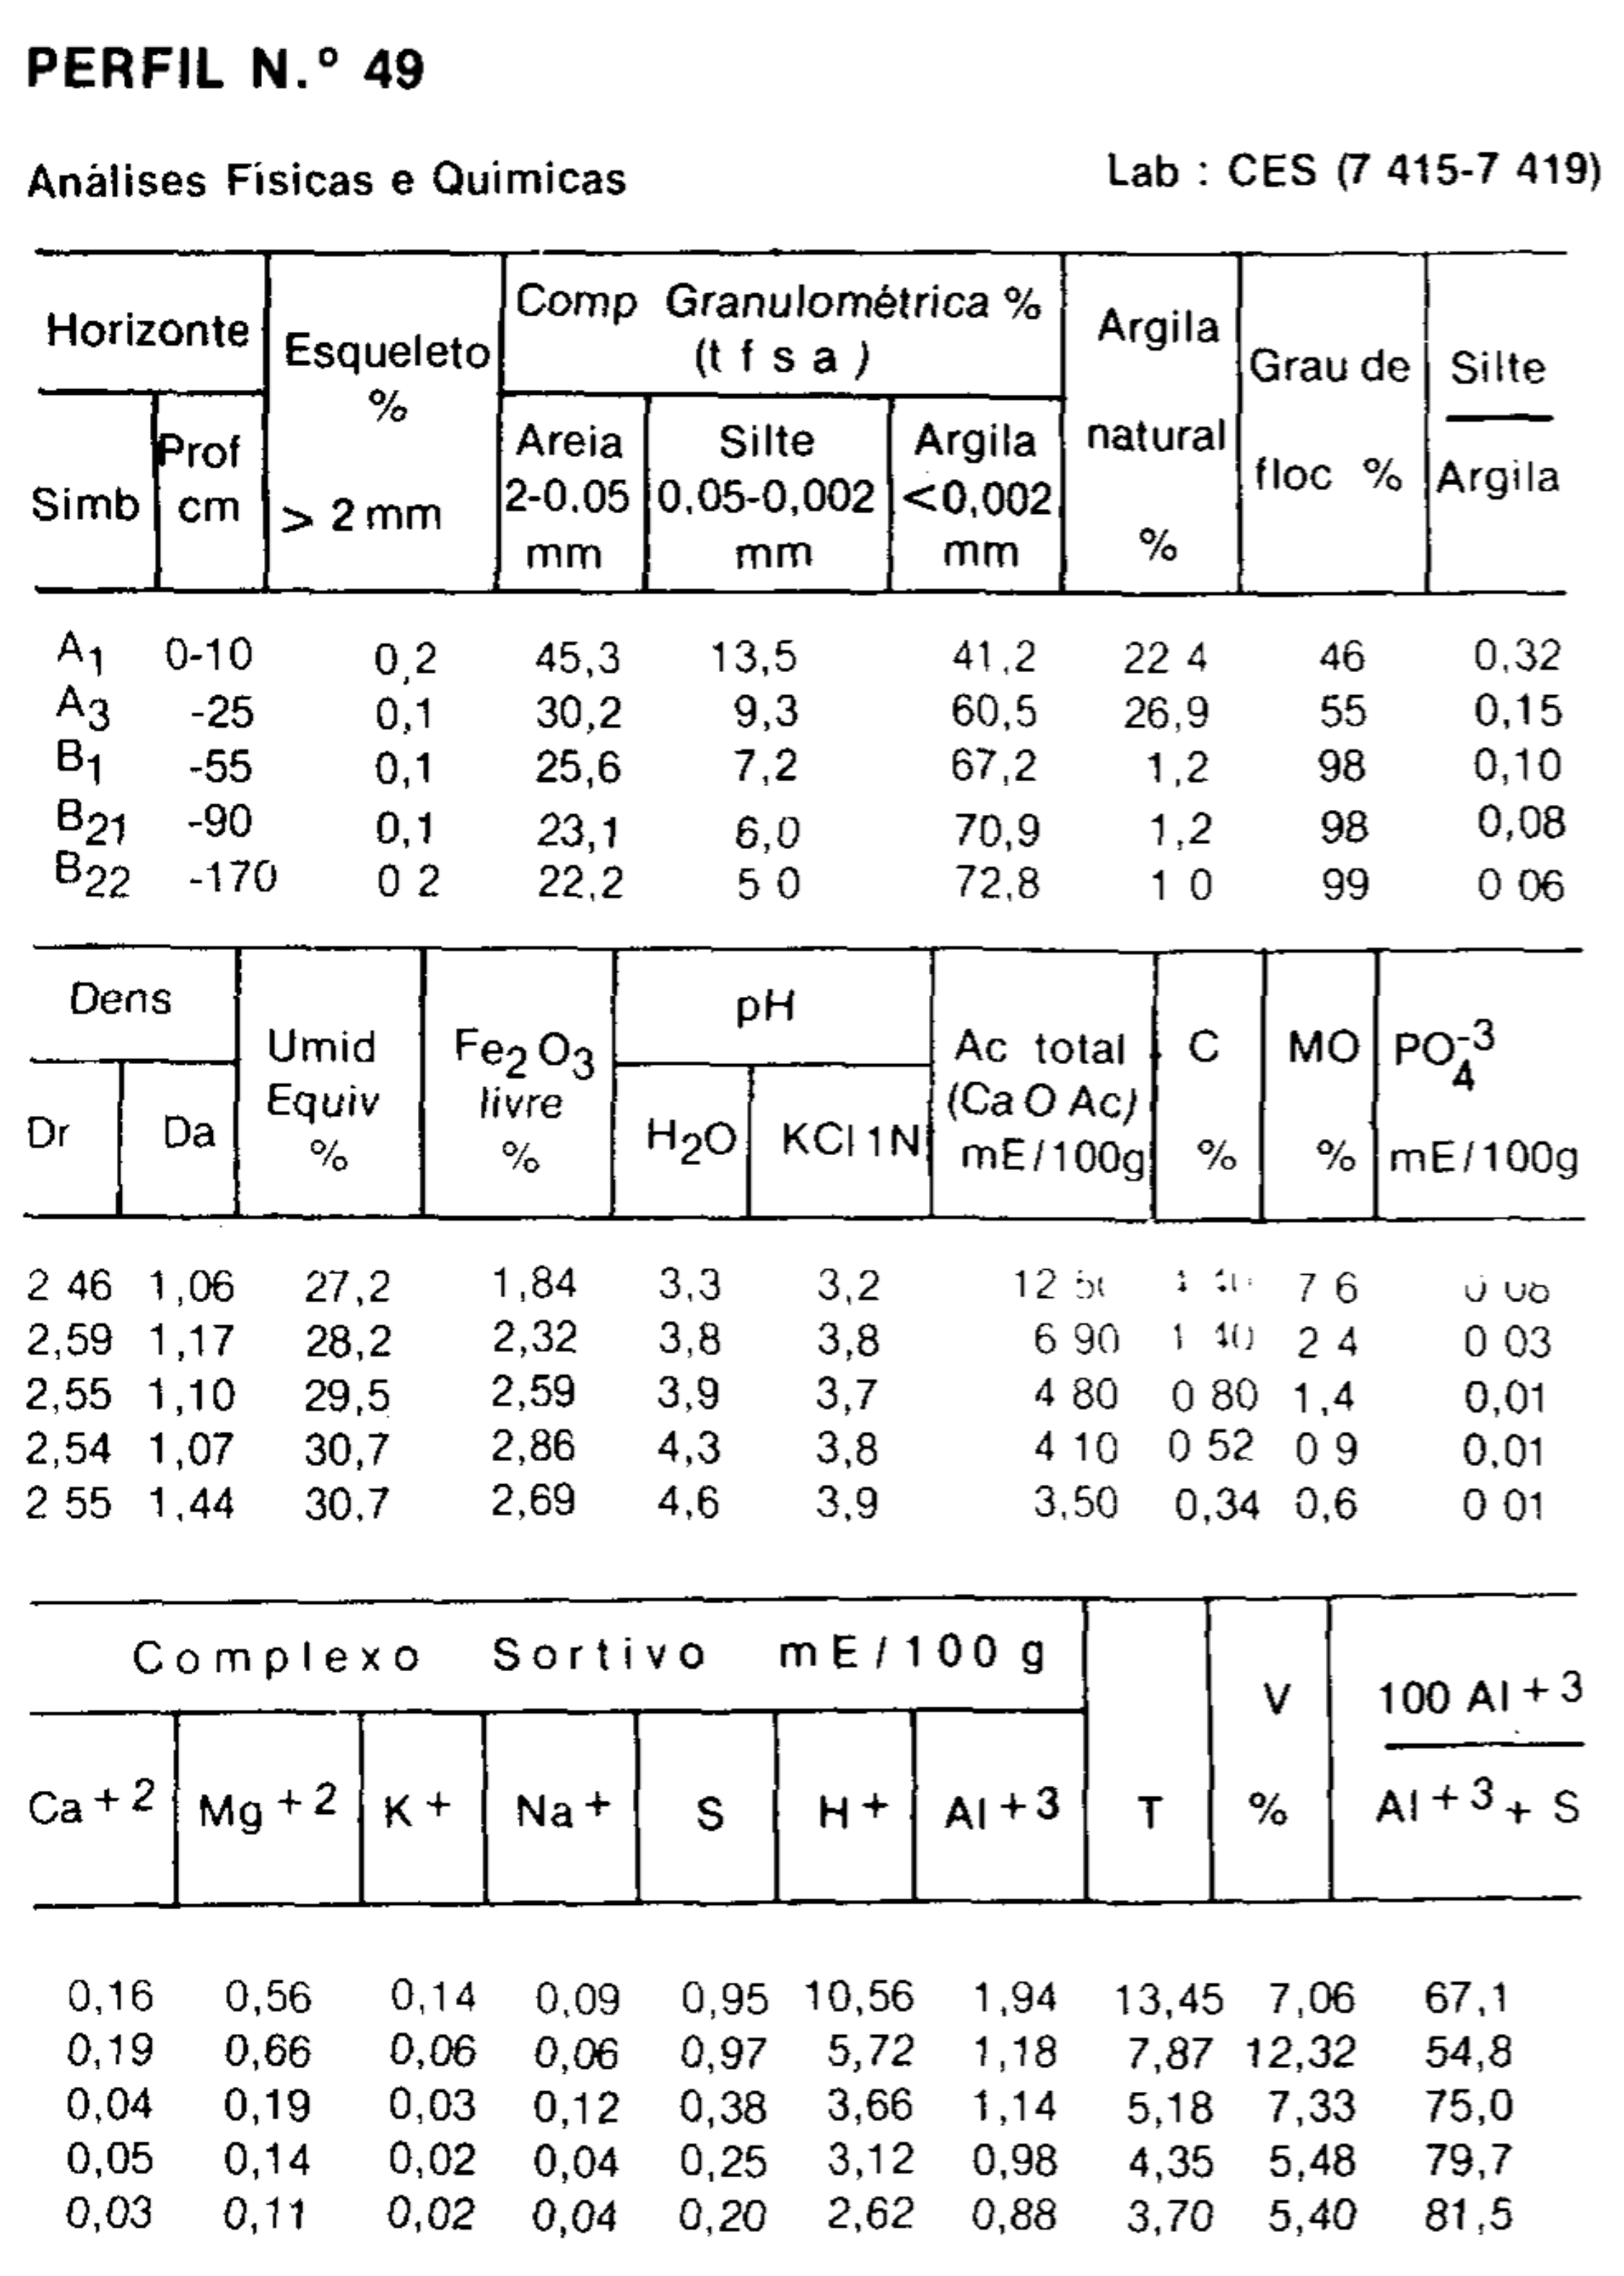 PERFIL N.º 49
Análises Físicas e Quimicas Lab : CES (7 415-7 419)
Horizonte Esqueleto % > 2 mm Comp Granulométrica % (t f s a) Argila natural % Grau de floc % Silte Argila
Simb Prof cm Areia 2-0.05 mm Silte 0,05-0,002 mm Argila <0,002 mm
A1 0-10 0,2 45,3 13,5 41,2 22 4 46 0,32
A3 -25 0,1 30,2 9,3 60,5 26,9 55 0,15
B1 -55 0,1 25,6 7,2 67,2 1,2 98 0,10
B21 -90 0,1 23,1 6,0 70,9 1,2 98 0,08
B22 -170 0 2 22,2 5 0 72,8 1 0 99 0 06
Dens Umid Equiv % Fe2O3 livre % pH Ac total (Ca O Ac) mE/100g C % MO % PO4-3 mE/100g
Dr Da H2O KCl 1N
2 46 1,06 27,2 1,84 3,3 3,2 12 7 6
2,59 1,17 28,2 2,32 3,8 3,8 6 90 1 40 2 4 0 03
2,55 1,10 29,5 2,59 3,9 3,7 4 80 0 80 1,4 0,01
2,54 1,07 30,7 2,86 4,3 3,8 4 10 0 52 0 9 0,01
2 55 1,44 30,7 2,69 4,6 3,9 3,50 0,34 0,6 0 01
Complexo Sortivo mE/100 g T V % 100 Al+3 Al+3 + S
Ca+2 Mg+2 K+ Na+ S H+ Al+3
0,16 0,56 0,14 0,09 0,95 10,56 1,94 13,45 7,06 67,1
0,19 0,66 0,06 0,06 0,97 5,72 1,18 7,87 12,32 54,8
0,04 0,19 0,03 0,12 0,38 3,66 1,14 5,18 7,33 75,0
0,05 0,14 0,02 0,04 0,25 3,12 0,98 4,35 5,48 79,7
0,03 0,11 0,02 0,04 0,20 2,62 0,88 3,70 5,40 81,5